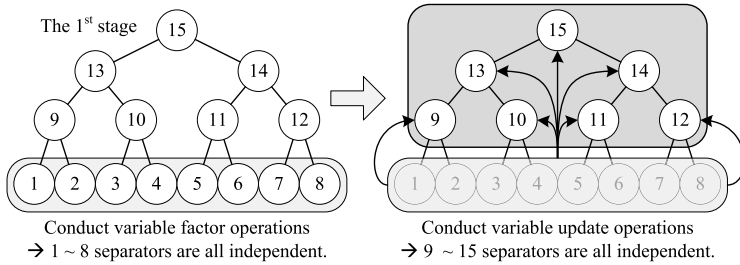 The 1st stage
15
13 14
9 10 11 12
1 2 3 4 5 6 7 8
Conduct variable factor operations
→ 1 ~ 8 separators are all independent.
15
13 14
9 10 11 12
1 2 3 4 5 6 7 8
Conduct variable update operations
→ 9 ~ 15 separators are all independent.